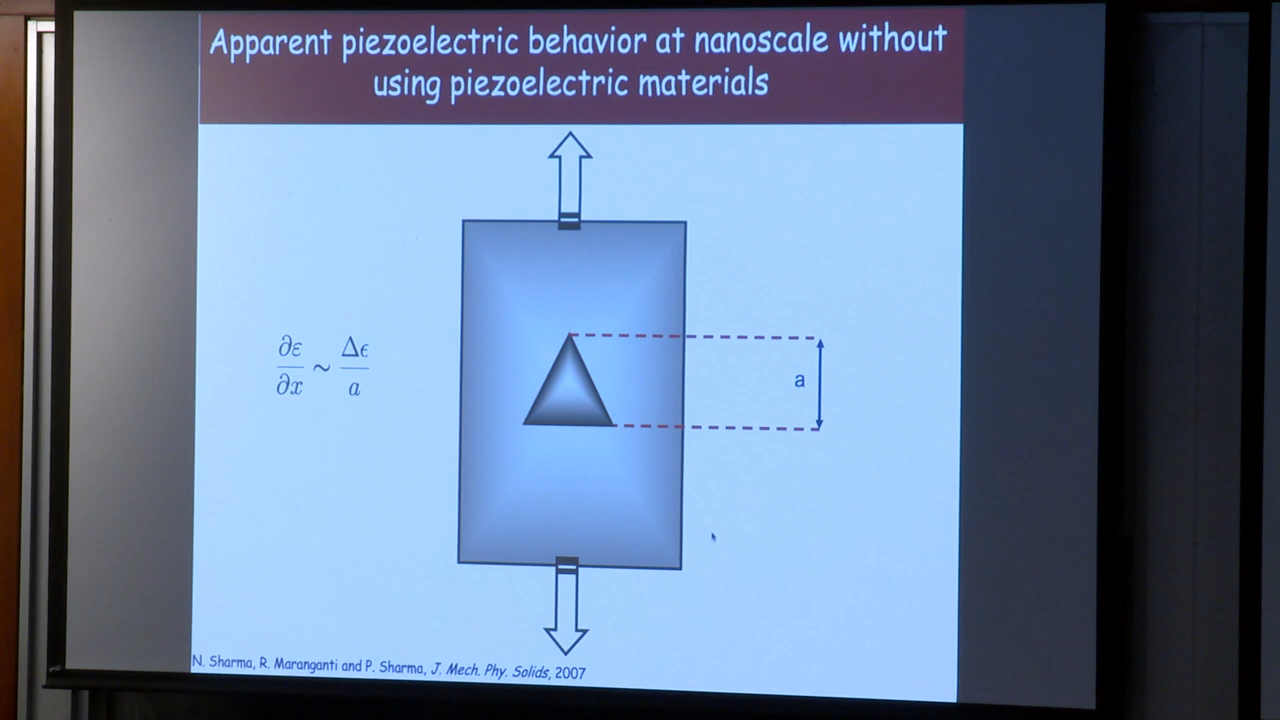 Apparent piezoelectric behavior at nanoscale without
using piezoelectric materials
∂ε/∂x ~ Δϵ/a
a
N. Sharma, R. Maranganti and P. Sharma, J. Mech. Phy. Solids, 2007